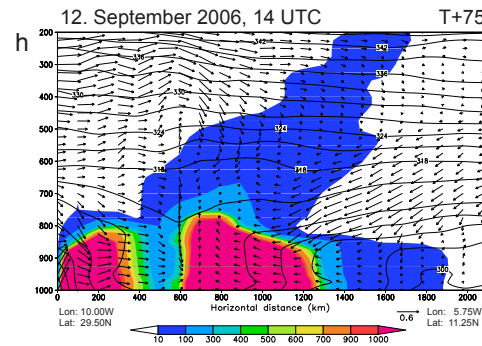 12. September 2006, 14 UTC T+75
h
200
300
400
500
600
700
800
900
1000
342 342
336 336
330 330
324 324 324
318 318 318
300
0 200 400 600 800 1000 1200 1400 1600 1800 2000
Horizontal distance (km)
Lon: 10.00W
Lat: 29.50N
0.6
Lon: 5.75W
Lat: 11.25N
10 100 200 300 400 500 700 900 1000